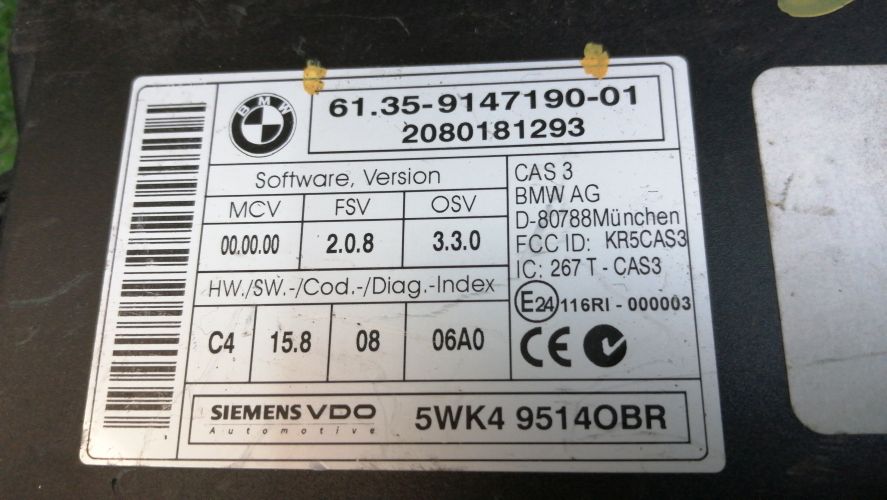 BMW
61.35-9147190-01
2080181293
Software, Version
MCV FSV OSV
00.00.00 2.0.8 3.3.0
HW./SW.-/Cod.-/Diag.-Index
C4 15.8 08 06A0
CAS 3
BMW AG
D-80788München
FCC ID: KR5CAS3
IC: 267 T - CAS3
E24 116RI - 000003
CE
SIEMENS VDO
Automotive
5WK4 9514OBR